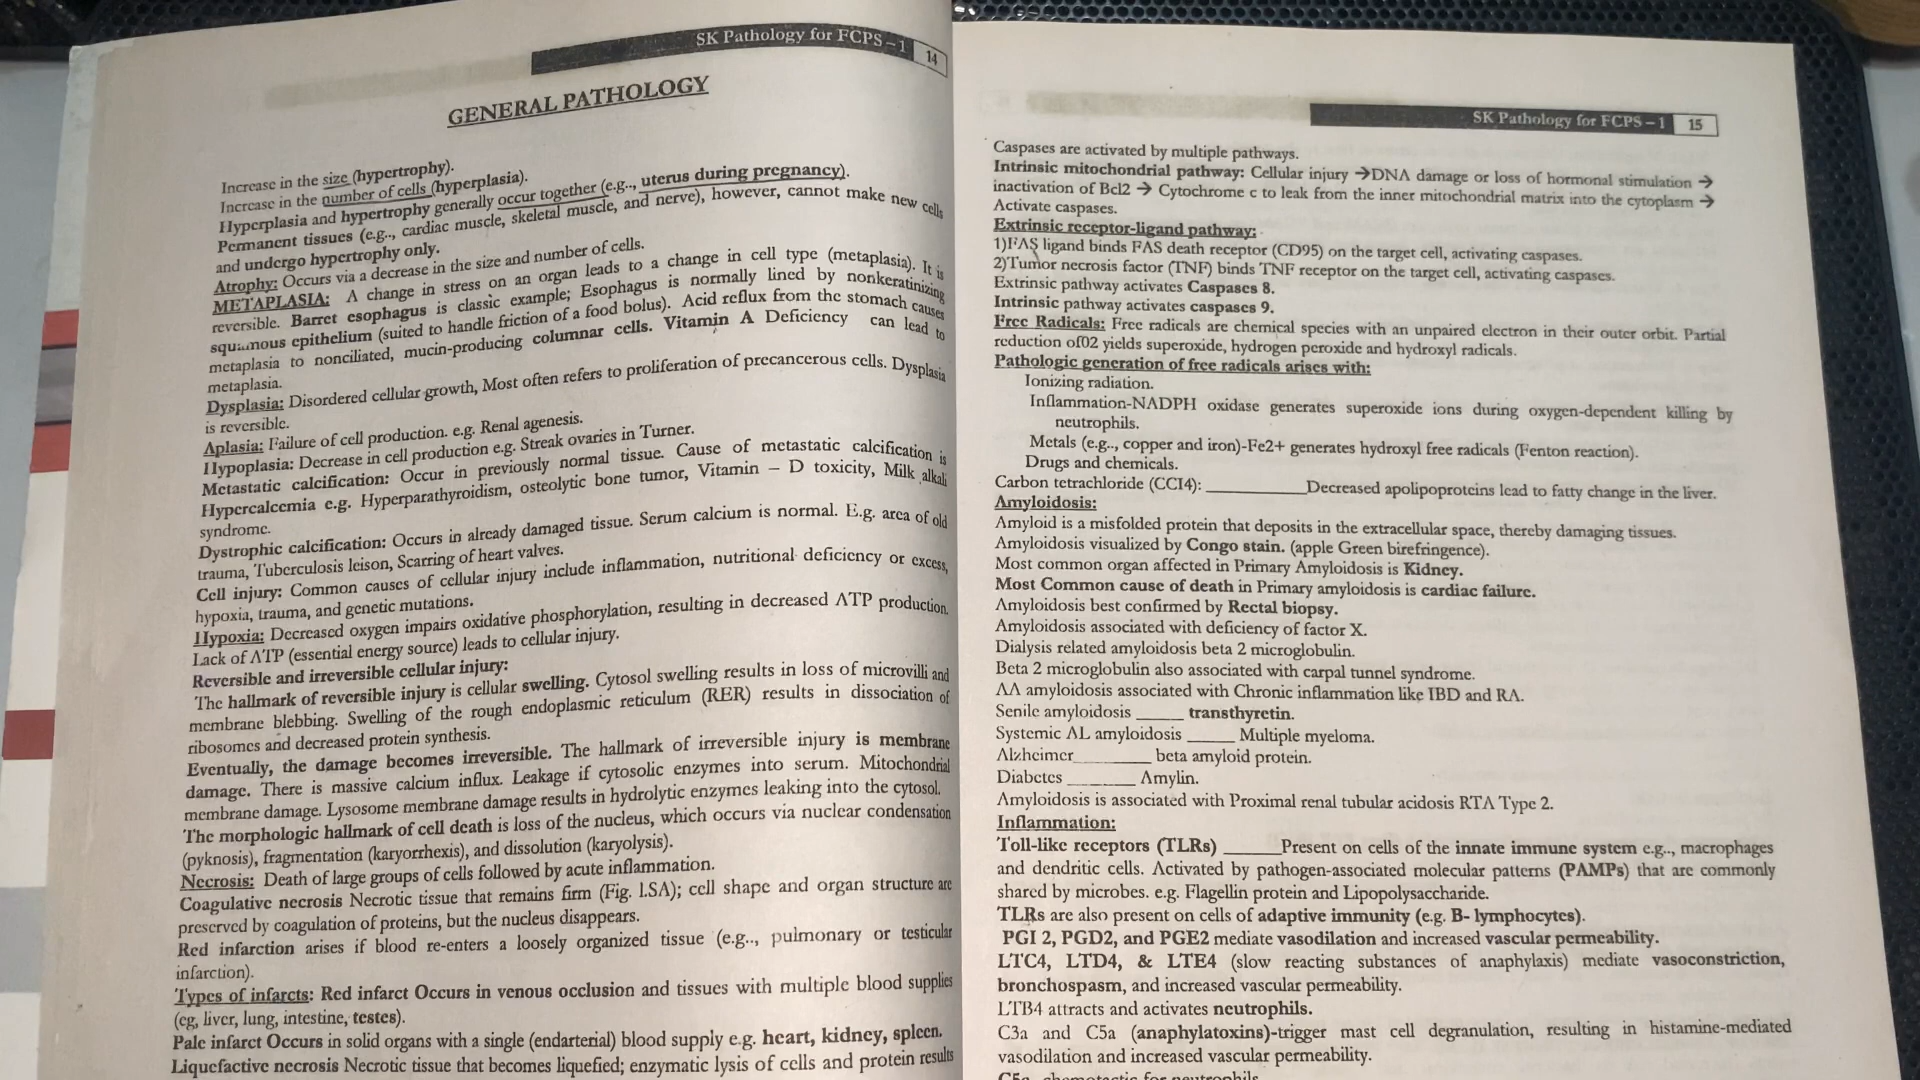 SK Pathology for FCPS – 1 14
GENERAL PATHOLOGY
Increase in the size (hypertrophy).
Increase in the number of cells (hyperplasia).
Hyperplasia and hypertrophy generally occur together (e.g.., uterus during pregnancy).
Permanent tissues (e.g.., cardiac muscle, skeletal muscle, and nerve), however, cannot make new cells
and undergo hypertrophy only.
Atrophy: Occurs via a decrease in the size and number of cells.
METAPLASIA: A change in stress on an organ leads to a change in cell type (metaplasia). It is
reversible. Barret esophagus is classic example; Esophagus is normally lined by nonkeratinizing
squamous epithelium (suited to handle friction of a food bolus). Acid reflux from the stomach causes
metaplasia to nonciliated, mucin-producing columnar cells. Vitamin A Deficiency can lead to
metaplasia.
Dysplasia: Disordered cellular growth, Most often refers to proliferation of precancerous cells. Dysplasia
is reversible.
Aplasia: Failure of cell production. e.g. Renal agenesis.
Hypoplasia: Decrease in cell production e.g. Streak ovaries in Turner.
Metastatic calcification: Occur in previously normal tissue. Cause of metastatic calcification is
Hypercalcemia e.g. Hyperparathyroidism, osteolytic bone tumor, Vitamin – D toxicity, Milk alkali
syndrome.
Dystrophic calcification: Occurs in already damaged tissue. Serum calcium is normal. E.g. area of old
trauma, Tuberculosis leison, Scarring of heart valves.
Cell injury: Common causes of cellular injury include inflammation, nutritional deficiency or excess,
hypoxia, trauma, and genetic mutations.
Hypoxia: Decreased oxygen impairs oxidative phosphorylation, resulting in decreased ATP production.
Lack of ATP (essential energy source) leads to cellular injury.
Reversible and irreversible cellular injury:
The hallmark of reversible injury is cellular swelling. Cytosol swelling results in loss of microvilli and
membrane blebbing. Swelling of the rough endoplasmic reticulum (RER) results in dissociation of
ribosomes and decreased protein synthesis.
Eventually, the damage becomes irreversible. The hallmark of irreversible injury is membrane
damage. There is massive calcium influx. Leakage if cytosolic enzymes into serum. Mitochondrial
membrane damage. Lysosome membrane damage results in hydrolytic enzymes leaking into the cytosol.
The morphologic hallmark of cell death is loss of the nucleus, which occurs via nuclear condensation
(pyknosis), fragmentation (karyorrhexis), and dissolution (karyolysis).
Necrosis: Death of large groups of cells followed by acute inflammation.
Coagulative necrosis Necrotic tissue that remains firm (Fig. 1.SA); cell shape and organ structure are
preserved by coagulation of proteins, but the nucleus disappears.
Red infarction arises if blood re-enters a loosely organized tissue (e.g.., pulmonary or testicular
infarction).
Types of infarcts: Red infarct Occurs in venous occlusion and tissues with multiple blood supplies
(eg, liver, lung, intestine, testes).
Pale infarct Occurs in solid organs with a single (endarterial) blood supply e.g. heart, kidney, spleen.
Liquefactive necrosis Necrotic tissue that becomes liquefied; enzymatic lysis of cells and protein results
SK Pathology for FCPS – 1 15
Caspases are activated by multiple pathways.
Intrinsic mitochondrial pathway: Cellular injury →DNA damage or loss of hormonal stimulation →
inactivation of Bcl2 → Cytochrome c to leak from the inner mitochondrial matrix into the cytoplasm →
Activate caspases.
Extrinsic receptor-ligand pathway:
1)FAS ligand binds FAS death receptor (CD95) on the target cell, activating caspases.
2)Tumor necrosis factor (TNF) binds TNF receptor on the target cell, activating caspases.
Extrinsic pathway activates Caspases 8.
Intrinsic pathway activates caspases 9.
Free Radicals: Free radicals are chemical species with an unpaired electron in their outer orbit. Partial
reduction of02 yields superoxide, hydrogen peroxide and hydroxyl radicals.
Pathologic generation of free radicals arises with:
Ionizing radiation.
Inflammation-NADPH oxidase generates superoxide ions during oxygen-dependent killing by
neutrophils.
Metals (e.g.., copper and iron)-Fe2+ generates hydroxyl free radicals (Fenton reaction).
Drugs and chemicals.
Carbon tetrachloride (CCI4): __________Decreased apolipoproteins lead to fatty change in the liver.
Amyloidosis:
Amyloid is a misfolded protein that deposits in the extracellular space, thereby damaging tissues.
Amyloidosis visualized by Congo stain. (apple Green birefringence).
Most common organ affected in Primary Amyloidosis is Kidney.
Most Common cause of death in Primary amyloidosis is cardiac failure.
Amyloidosis best confirmed by Rectal biopsy.
Amyloidosis associated with deficiency of factor X.
Dialysis related amyloidosis beta 2 microglobulin.
Beta 2 microglobulin also associated with carpal tunnel syndrome.
AA amyloidosis associated with Chronic inflammation like IBD and RA.
Senile amyloidosis _____ transthyretin.
Systemic AL amyloidosis _____ Multiple myeloma.
Alzheimer________ beta amyloid protein.
Diabetes _______ Amylin.
Amyloidosis is associated with Proximal renal tubular acidosis RTA Type 2.
Inflammation:
Toll-like receptors (TLRs) ______Present on cells of the innate immune system e.g.., macrophages
and dendritic cells. Activated by pathogen-associated molecular patterns (PAMPs) that are commonly
shared by microbes. e.g. Flagellin protein and Lipopolysaccharide.
TLRs are also present on cells of adaptive immunity (e.g. B- lymphocytes).
PGI 2, PGD2, and PGE2 mediate vasodilation and increased vascular permeability.
LTC4, LTD4, & LTE4 (slow reacting substances of anaphylaxis) mediate vasoconstriction,
bronchospasm, and increased vascular permeability.
LTB4 attracts and activates neutrophils.
C3a and C5a (anaphylatoxins)-trigger mast cell degranulation, resulting in histamine-mediated
vasodilation and increased vascular permeability.
C5a chemotactic for neutrophils